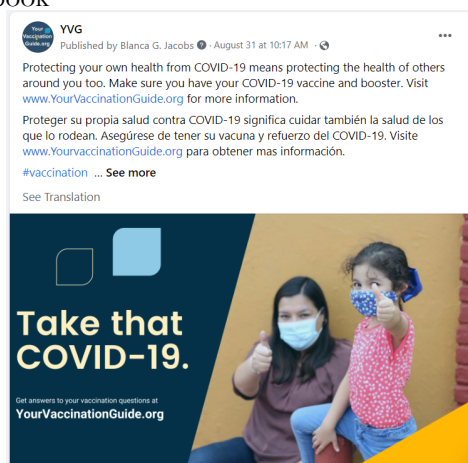 book
Your
Vaccination
Guide.org
YVG
Published by Blanca G. Jacobs · August 31 at 10:17 AM ·
Protecting your own health from COVID-19 means protecting the health of others
around you too. Make sure you have your COVID-19 vaccine and booster. Visit
www.YourVaccinationGuide.org for more information.
Proteger su propia salud contra COVID-19 significa cuidar también la salud de los
que lo rodean. Asegúrese de tener su vacuna y refuerzo del COVID-19. Visite
www.YourvaccinationGuide.org para obtener mas información.
#vaccination ... See more
See Translation
Take that
COVID-19.
Get answers to your vaccination questions at
YourVaccinationGuide.org